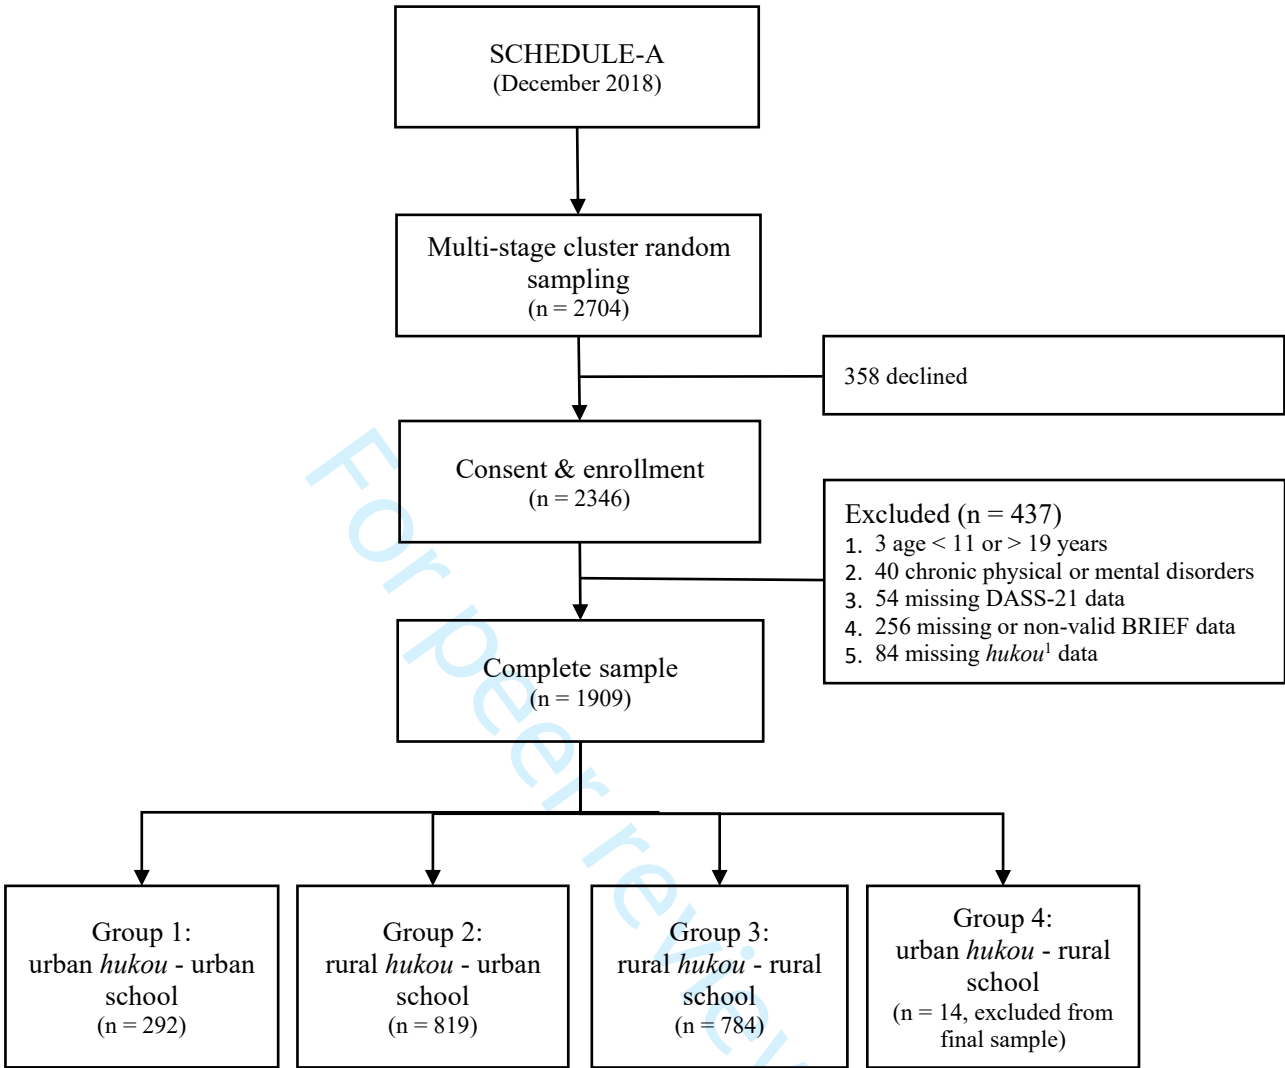 SCHEDULE-A
(December 2018)
Multi-stage cluster random
sampling
(n = 2704)
358 declined
Consent & enrollment
(n = 2346)
Excluded (n = 437)
1. 3 age < 11 or > 19 years
2. 40 chronic physical or mental disorders
3. 54 missing DASS-21 data
4. 256 missing or non-valid BRIEF data
5. 84 missing hukou¹ data
Complete sample
(n = 1909)
Group 1:
urban hukou - urban
school
(n = 292)
Group 2:
rural hukou - urban
school
(n = 819)
Group 3:
rural hukou - rural
school
(n = 784)
Group 4:
urban hukou - rural
school
(n = 14, excluded from
final sample)
For peer review